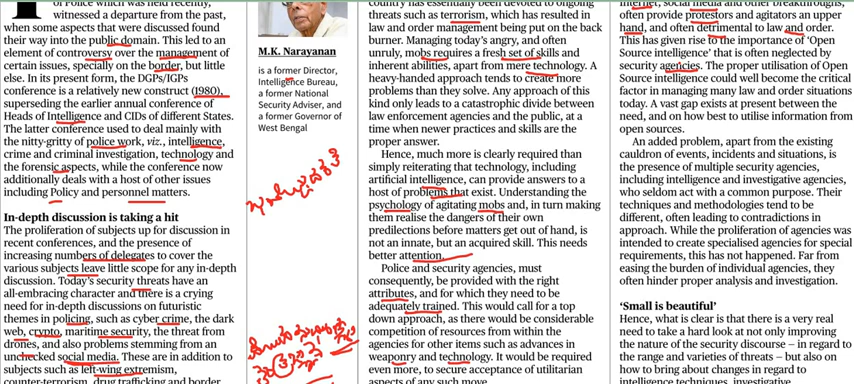 Police which was held recently,
witnessed a departure from the past,
when some aspects were discussed found
their way into the public domain. This led to an
element of controversy over the management of
certain issues, specially on the border, but little
else. In its present form, the DGPs/IGPs
conference is a relatively new construct (1980),
superseding the earlier annual conference of
Heads of Intelligence and CIDs of different States.
The latter conference used to deal mainly with
the nitty-gritty of police work, viz., intelligence,
crime and criminal investigation, technology and
the forensic aspects, while the conference now
additionally deals with a host of other issues
including Policy and personnel matters.
In-depth discussion is taking a hit
The proliferation of subjects up for discussion in
recent conferences, and the presence of
increasing numbers of delegates to cover the
various subjects leave little scope for any in-depth
discussion. Today's security threats have an
all-embracing character and there is a crying
need for in-depth discussions on futuristic
themes in policing, such as cyber crime, the dark
web, crypto, maritime security, the threat from
drones, and also problems stemming from an
unchecked social media. These are in addition to
subjects such as left-wing extremism,
counter-terrorism, drug trafficking and border
M.K. Narayanan
is a former Director,
Intelligence Bureau,
a former National
Security Adviser, and
a former Governor of
West Bengal
country has essentially been devoted to ongoing
threats such as terrorism, which has resulted in
law and order management being put on the back
burner. Managing today's angry, and often
unruly, mobs requires a fresh set of skills and
inherent abilities, apart from mere technology. A
heavy-handed approach tends to create more
problems than they solve. Any approach of this
kind only leads to a catastrophic divide between
law enforcement agencies and the public, at a
time when newer practices and skills are the
proper answer.
Hence, much more is clearly required than
simply reiterating that technology, including
artificial intelligence, can provide answers to a
host of problems that exist. Understanding the
psychology of agitating mobs and, in turn making
them realise the dangers of their own
predilections before matters get out of hand, is
not an innate, but an acquired skill. This needs
better attention.
Police and security agencies, must
consequently, be provided with the right
attributes, and for which they need to be
adequately trained. This would call for a top
down approach, as there would be considerable
competition of resources from within the
agencies for other items such as advances in
weaponry and technology. It would be required
even more, to secure acceptance of utilitarian
aspects of any such move.
internet, social media and other breakthroughs,
often provide protestors and agitators an upper
hand, and often detrimental to law and order.
This has given rise to the importance of 'Open
Source intelligence' that is often neglected by
security agencies. The proper utilisation of Open
Source intelligence could well become the critical
factor in managing many law and order situations
today. A vast gap exists at present between the
need, and on how best to utilise information from
open sources.
An added problem, apart from the existing
cauldron of events, incidents and situations, is
the presence of multiple security agencies,
including intelligence and investigative agencies,
who seldom act with a common purpose. Their
techniques and methodologies tend to be
different, often leading to contradictions in
approach. While the proliferation of agencies was
intended to create specialised agencies for special
requirements, this has not happened. Far from
easing the burden of individual agencies, they
often hinder proper analysis and investigation.
'Small is beautiful'
Hence, what is clear is that there is a very real
need to take a hard look at not only improving
the nature of the security discourse – in regard to
the range and varieties of threats – but also on
how to bring about changes in regard to
intelligence techniques, investigative